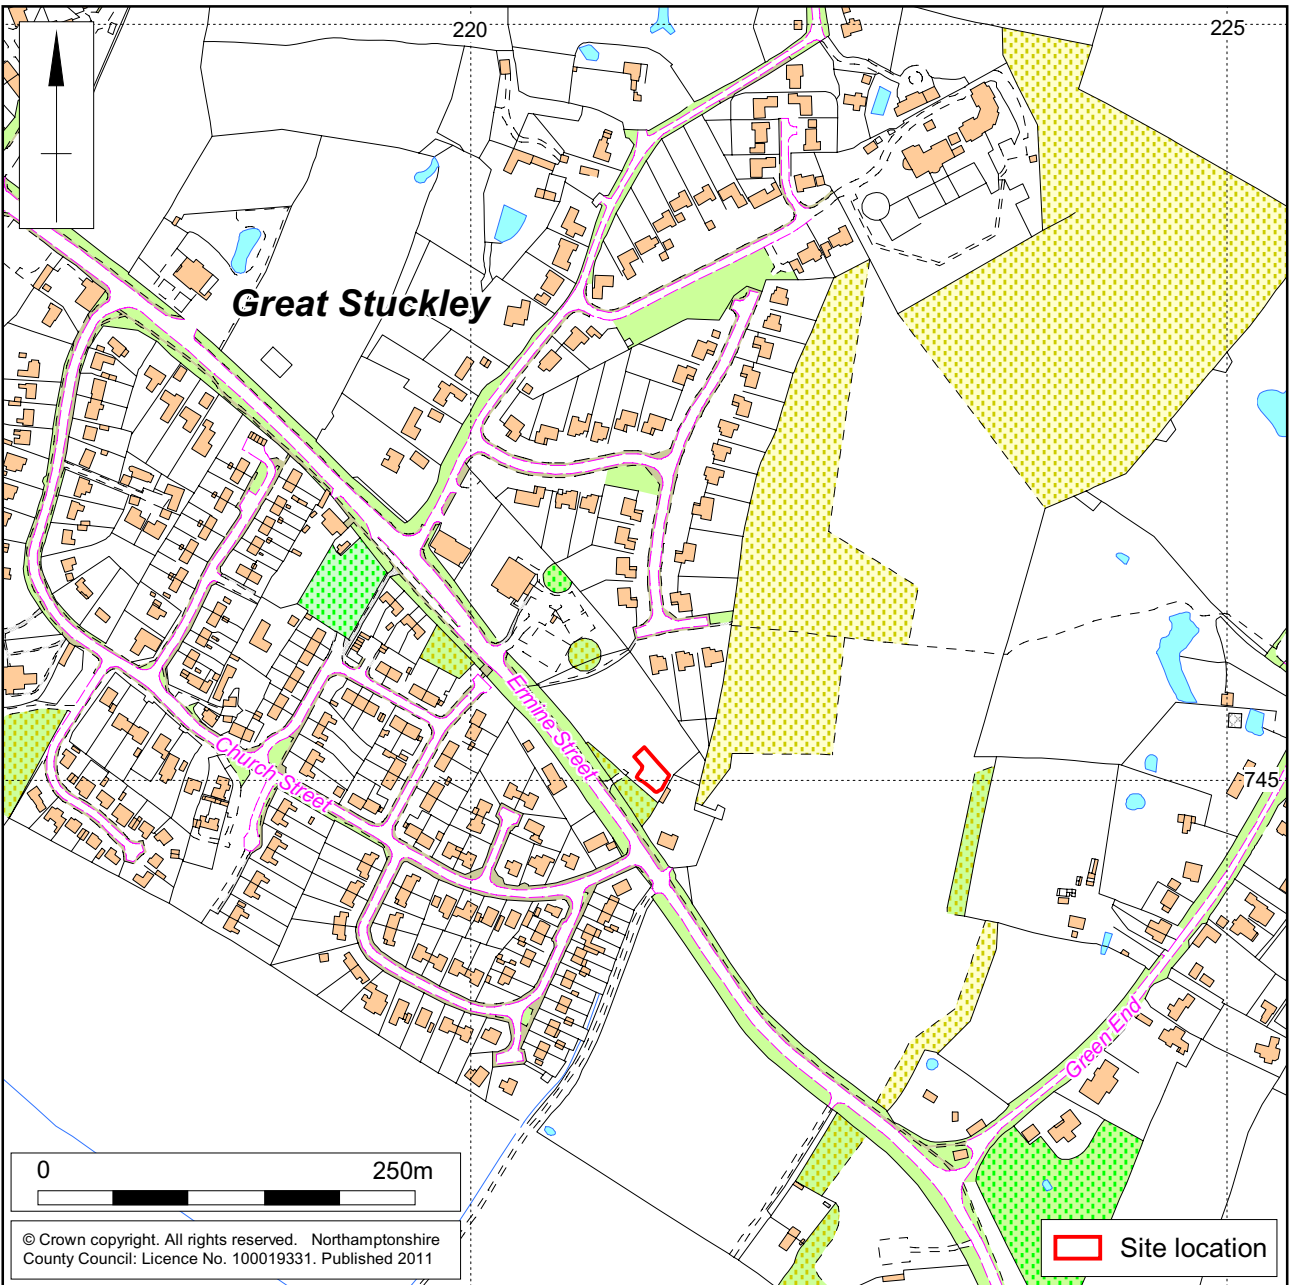 220
225
Great Stuckley
Ermine Street
Church Street
745
Green End
0 250m
© Crown copyright. All rights reserved. Northamptonshire
County Council: Licence No. 100019331. Published 2011
Site location